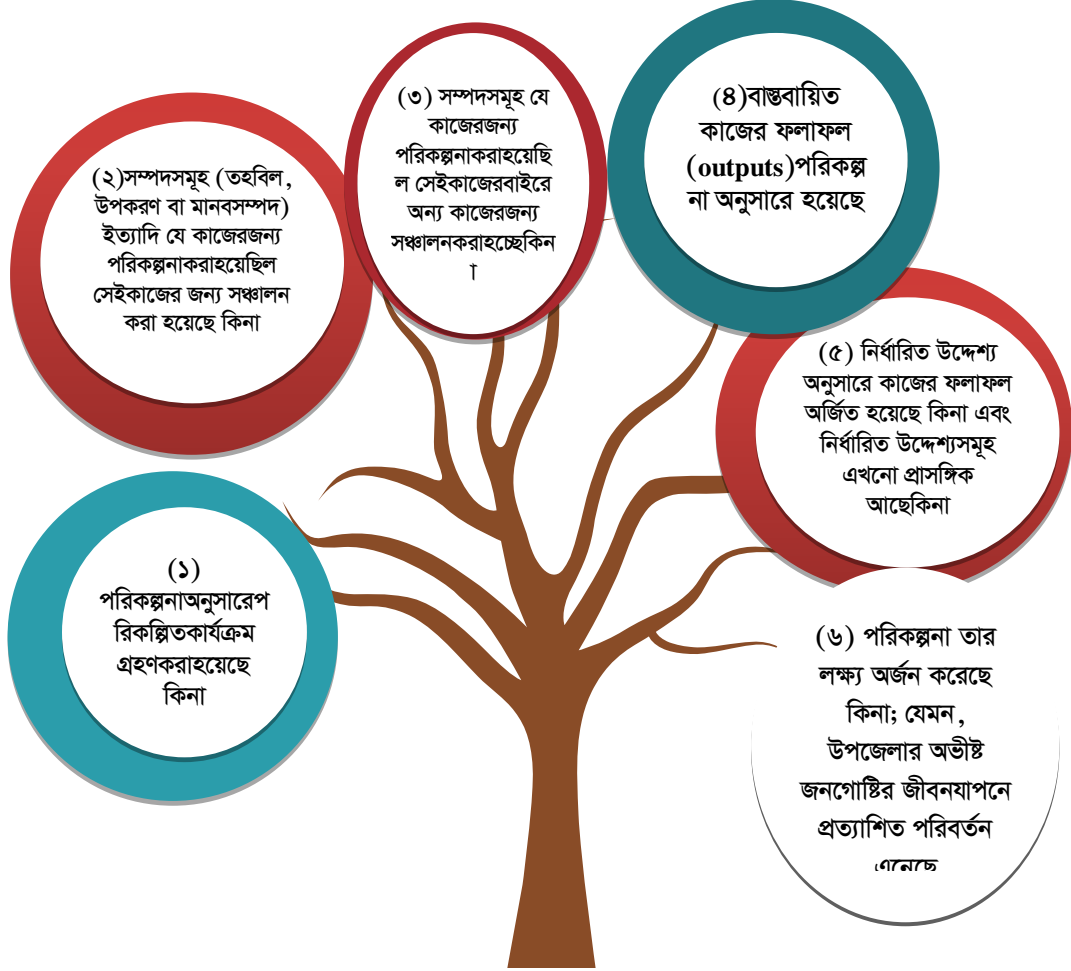 (১)
পরিকল্পনাঅনুসারেপ
রিকল্পিতকার্যক্রম
গ্রহণকরাহয়েছে
কিনা
(২)সম্পদসমূহ (তহবিল,
উপকরণ বা মানবসম্পদ)
ইত্যাদি যে কাজেরজন্য
পরিকল্পনাকরাহয়েছিল
সেইকাজের জন্য সঞ্চালন
করা হয়েছে কিনা
(৩) সম্পদসমূহ যে
কাজেরজন্য
পরিকল্পনাকরাহয়েছি
ল সেইকাজেরবাইরে
অন্য কাজেরজন্য
সঞ্চালনকরাহচ্ছেকিন
া
(৪)বাস্তবায়িত
কাজের ফলাফল
(outputs)পরিকল্প
না অনুসারে হয়েছে
(৫) নির্ধারিত উদ্দেশ্য
অনুসারে কাজের ফলাফল
অর্জিত হয়েছে কিনা এবং
নির্ধারিত উদ্দেশ্যসমূহ
এখনো প্রাসঙ্গিক
আছেকিনা
(৬) পরিকল্পনা তার
লক্ষ্য অর্জন করেছে
কিনা; যেমন,
উপজেলার অভীষ্ট
জনগোষ্টির জীবনযাপনে
প্রত্যাশিত পরিবর্তন
এনেছে